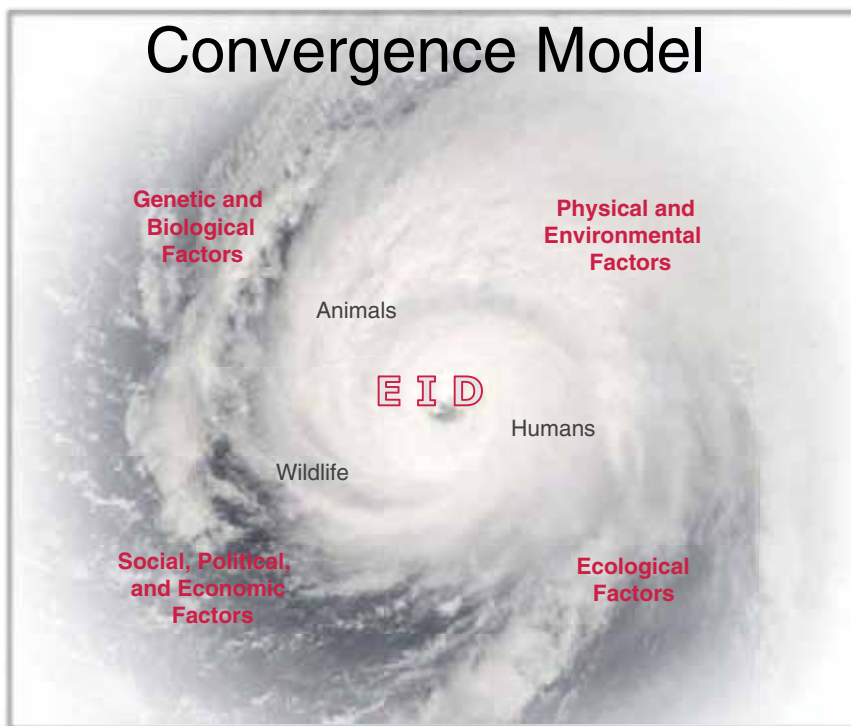 Convergence Model
Genetic and
Biological
Factors
Physical and
Environmental
Factors
Animals
E I D
Humans
Wildlife
Social, Political,
and Economic
Factors
Ecological
Factors